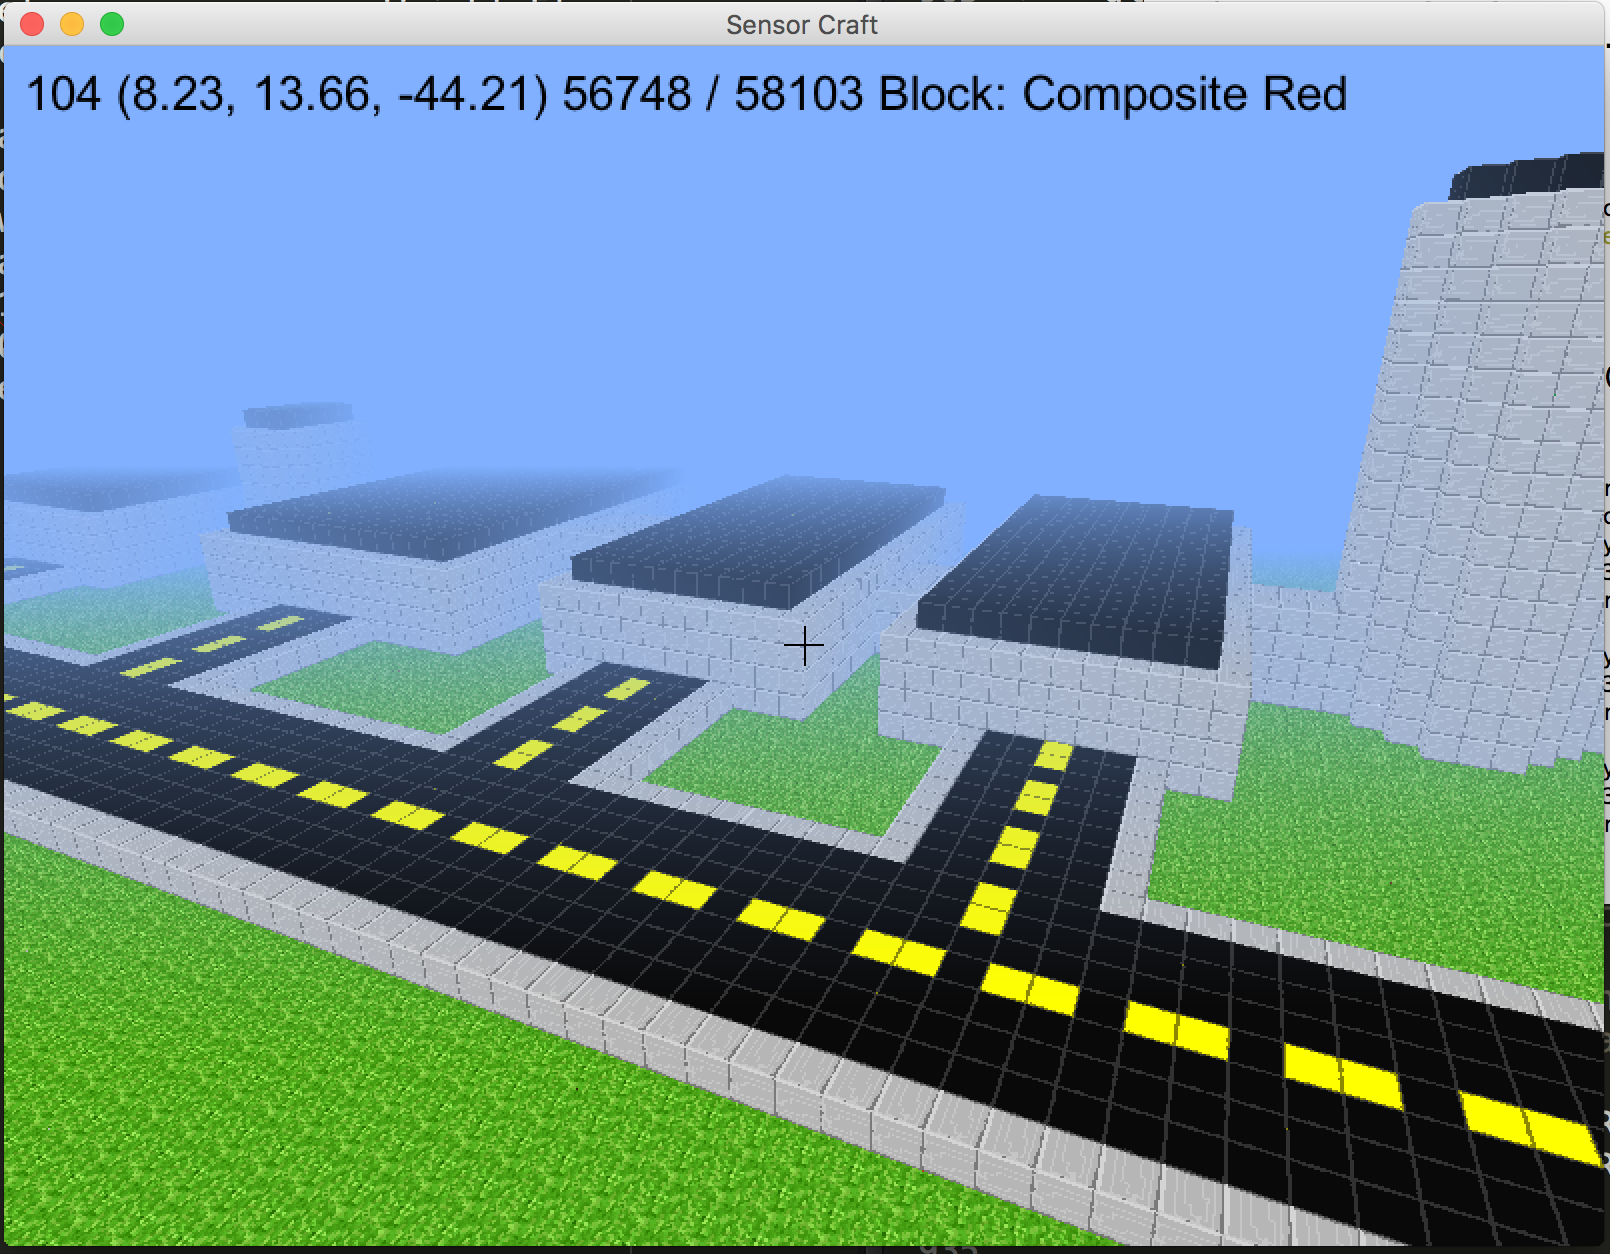 Sensor Craft
104 (8.23, 13.66, -44.21) 56748 / 58103 Block: Composite Red